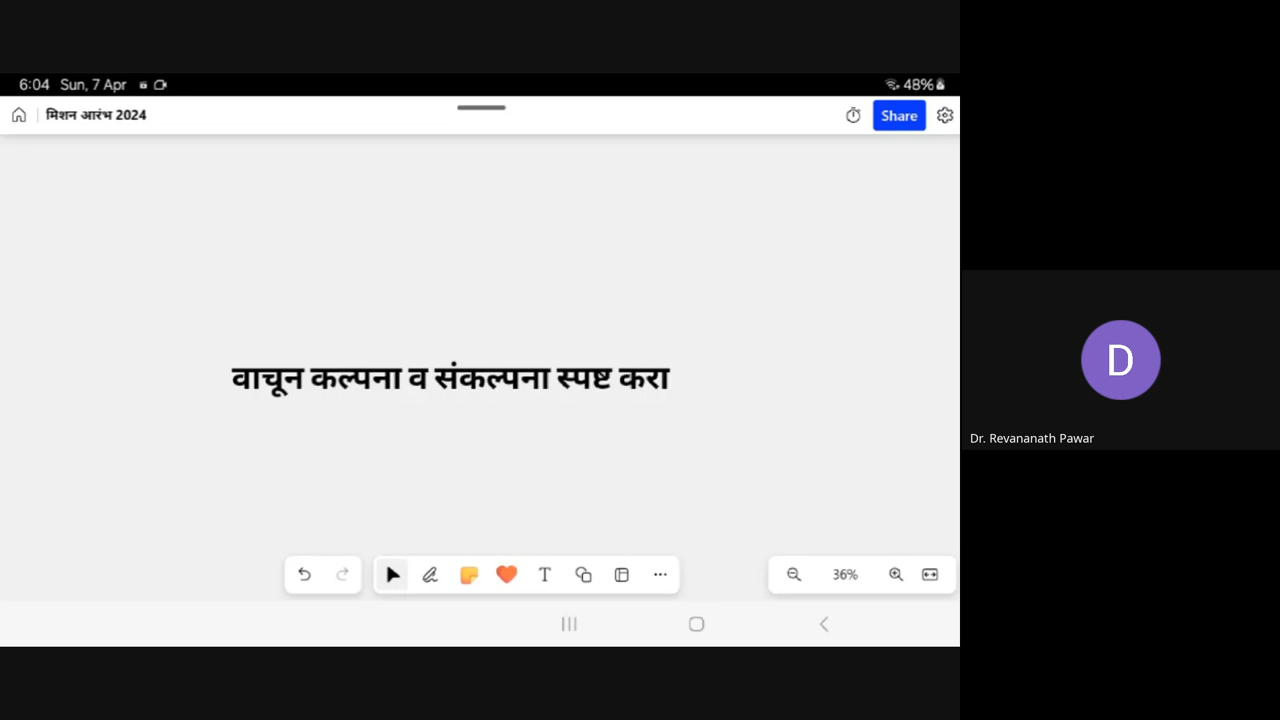 6:04 Sun, 7 Apr 48%
मिशन आरंभ 2024 Share
वाचून कल्पना व संकल्पना स्पष्ट करा
D
Dr. Revananath Pawar
T 36%